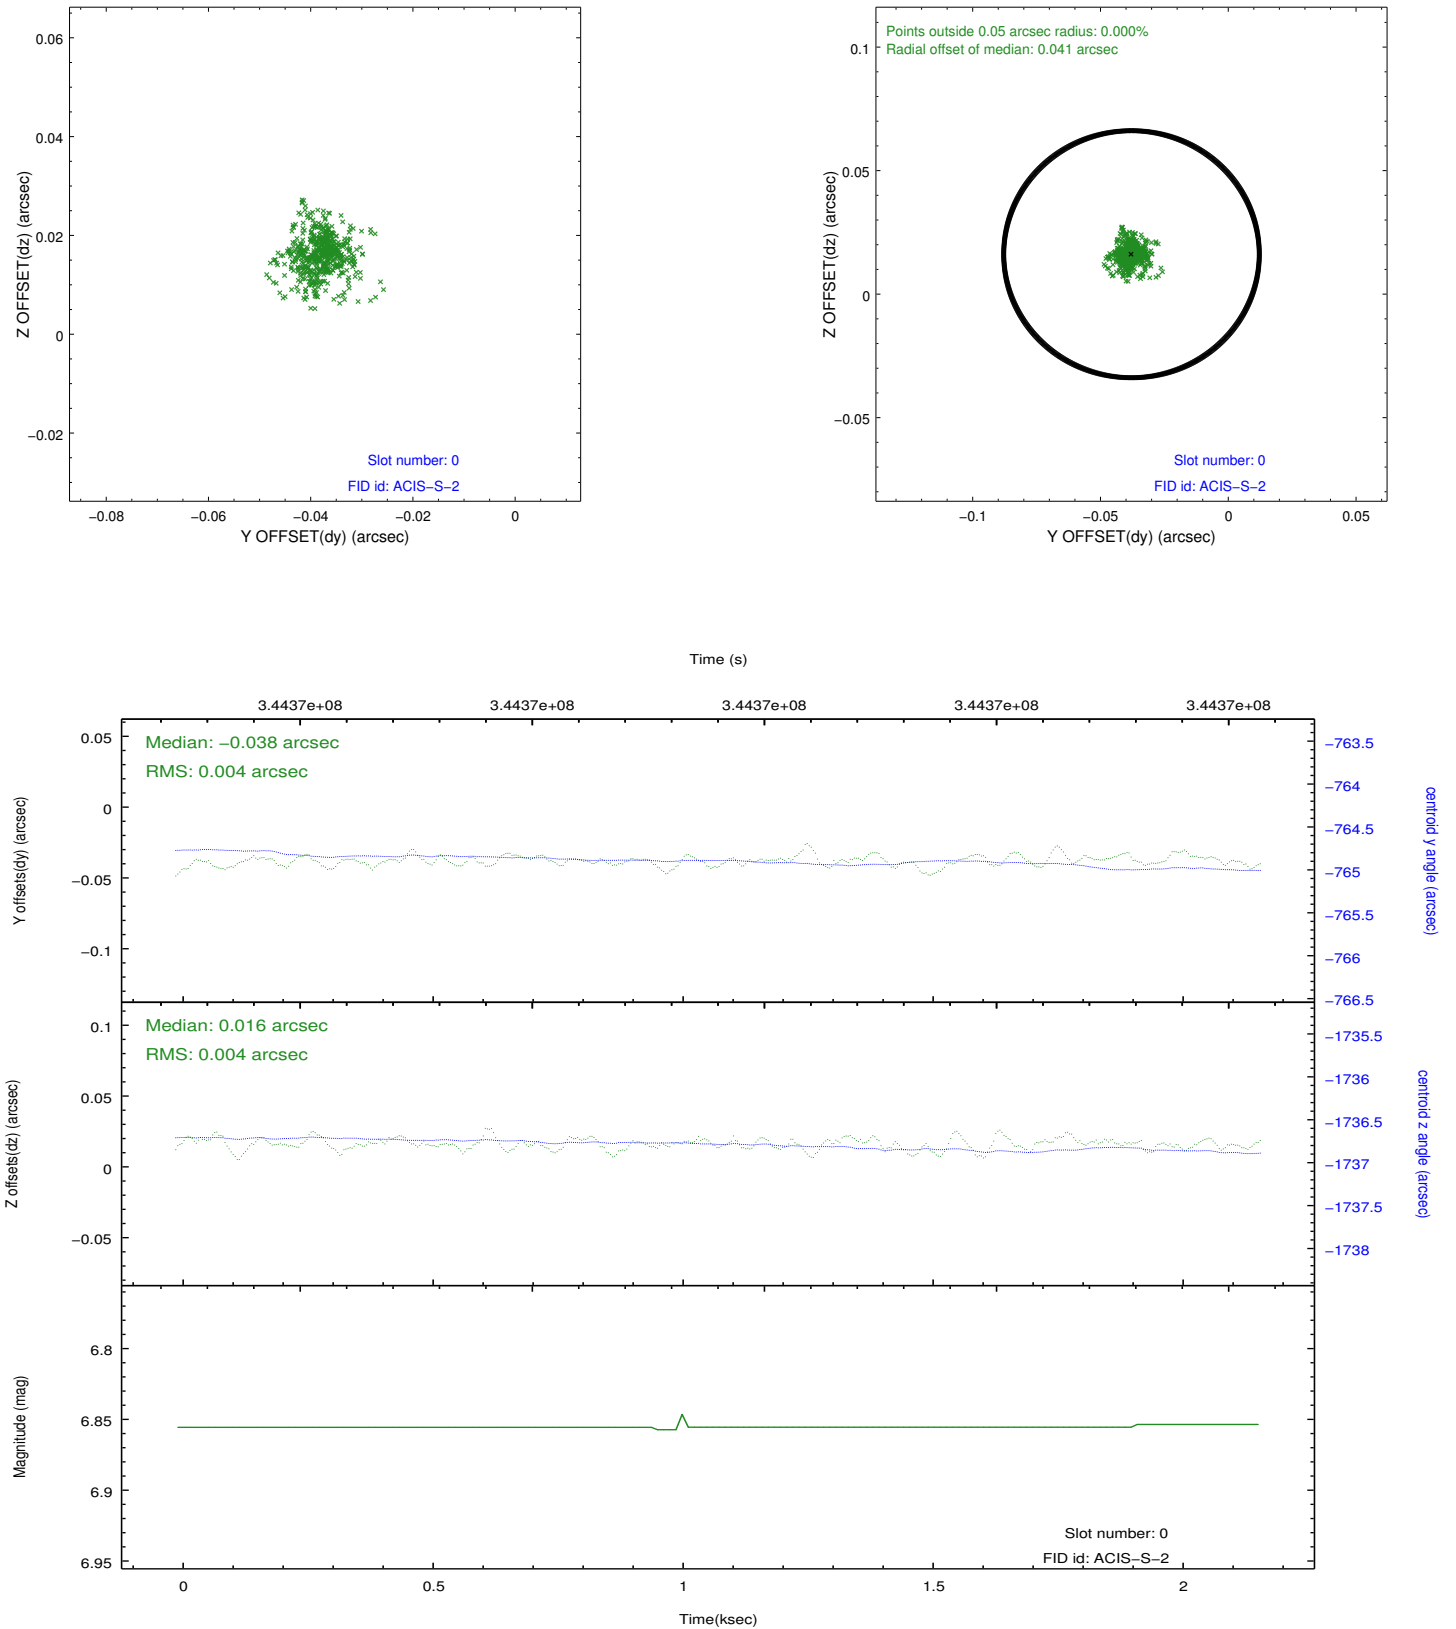 0.06
0.04
0.02
0
−0.02
Z OFFSET(dz) (arcsec)
Slot number: 0
FID id: ACIS−S−2
−0.08 −0.06 −0.04 −0.02 0
Y OFFSET(dy) (arcsec)
Points outside 0.05 arcsec radius: 0.000%
Radial offset of median: 0.041 arcsec
0.1
0.05
0
−0.05
Z OFFSET(dz) (arcsec)
Slot number: 0
FID id: ACIS−S−2
−0.1 −0.05 0 0.05
Y OFFSET(dy) (arcsec)
Time (s)
3.4437e+08 3.4437e+08 3.4437e+08 3.4437e+08 3.4437e+08
Median: −0.038 arcsec
RMS: 0.004 arcsec
0.05
0
−0.05
−0.1
Y offsets(dy) (arcsec)
−763.5
−764
−764.5
−765
−765.5
−766
−766.5
centroid y angle (arcsec)
Median: 0.016 arcsec
RMS: 0.004 arcsec
0.1
0.05
0
−0.05
Z offsets(dz) (arcsec)
−1735.5
−1736
−1736.5
−1737
−1737.5
−1738
centroid z angle (arcsec)
6.8
6.85
6.9
6.95
Magnitude (mag)
Slot number: 0
FID id: ACIS−S−2
0 0.5 1 1.5 2
Time(ksec)